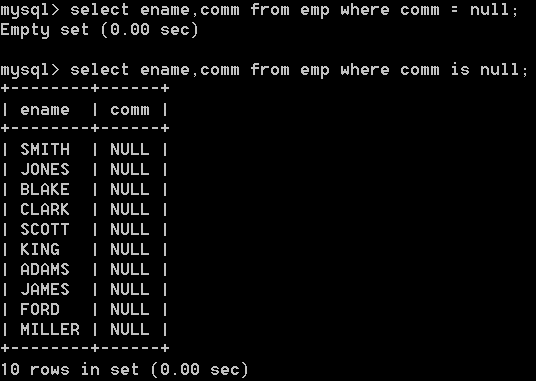 mysql> select ename,comm from emp where comm = null;
Empty set (0.00 sec)
mysql> select ename,comm from emp where comm is null;
+--------+------+
| ename  | comm |
+--------+------+
| SMITH  | NULL |
| JONES  | NULL |
| BLAKE  | NULL |
| CLARK  | NULL |
| SCOTT  | NULL |
| KING   | NULL |
| ADAMS  | NULL |
| JAMES  | NULL |
| FORD   | NULL |
| MILLER | NULL |
+--------+------+
10 rows in set (0.00 sec)